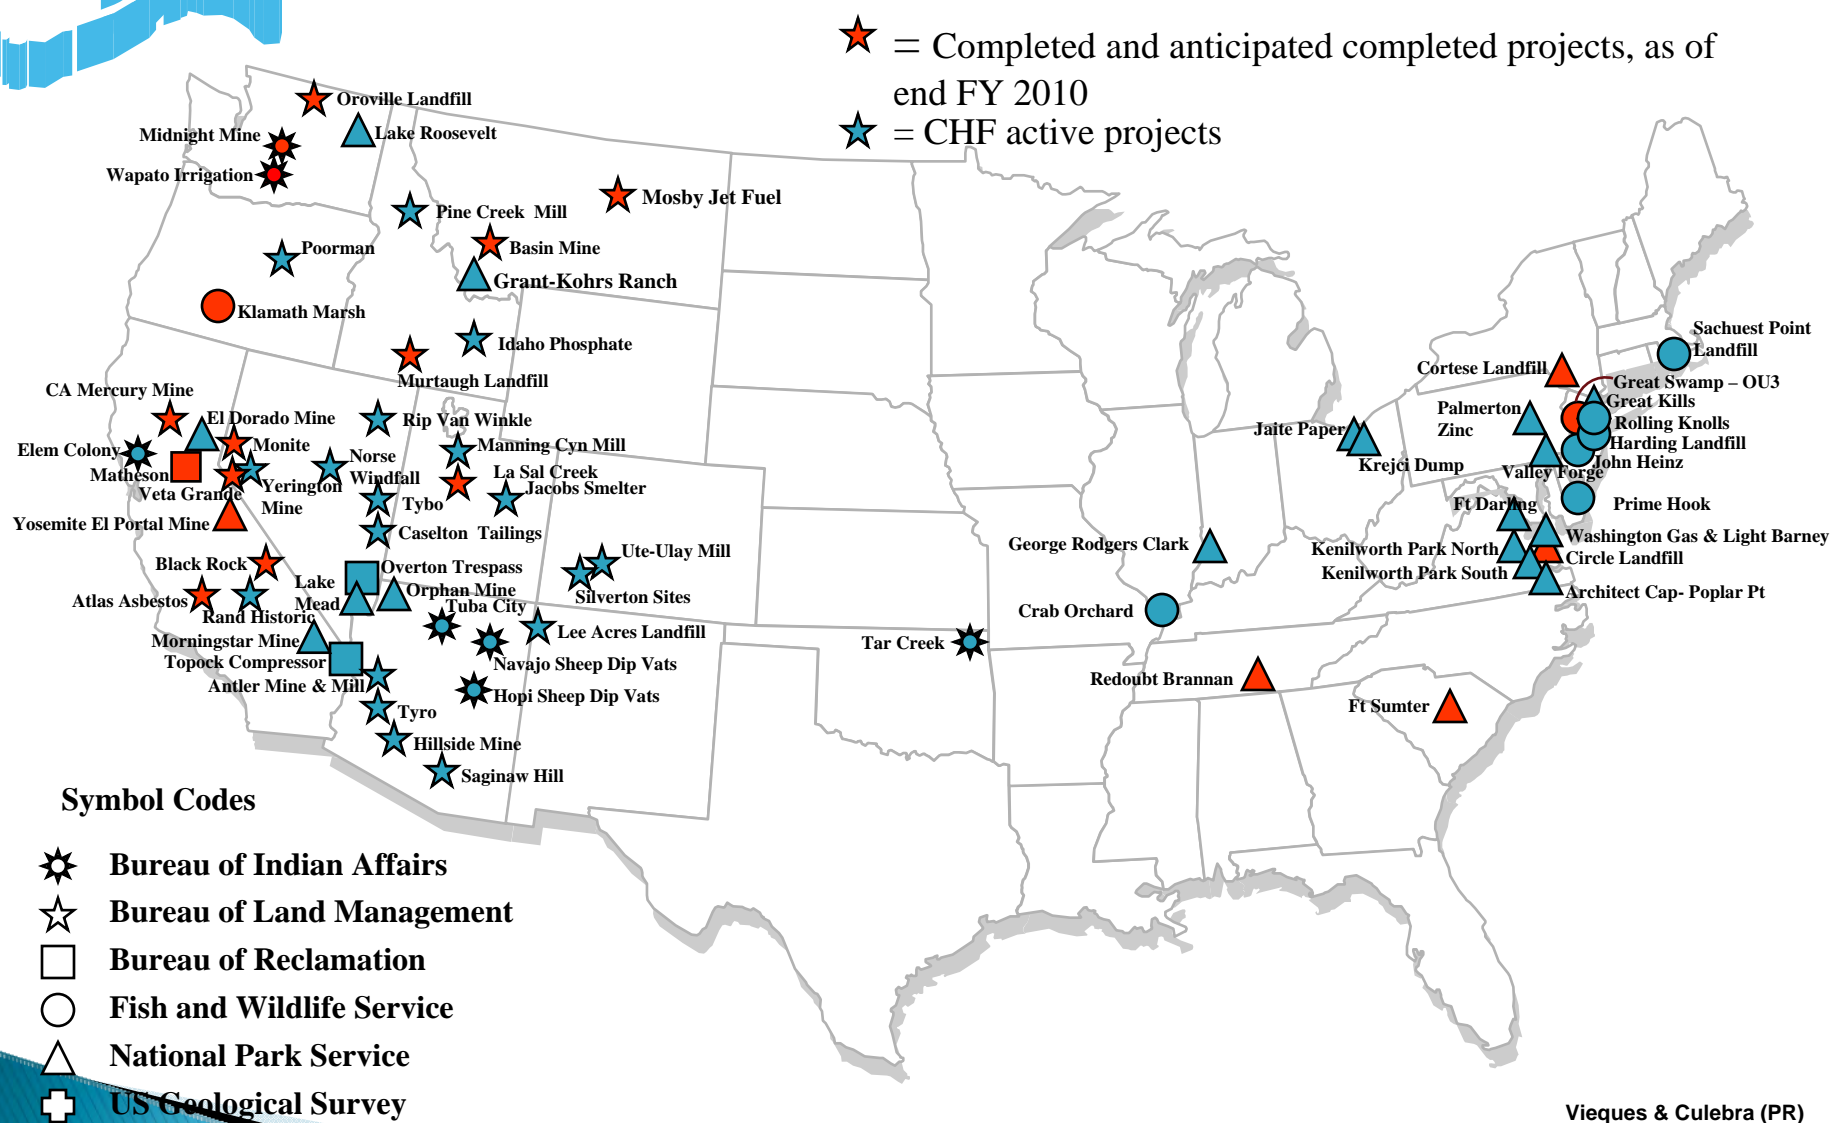 = Completed and anticipated completed projects, as of
end FY 2010
= CHF active projects
Oroville Landfill
Lake Roosevelt
Midnight Mine
Wapato Irrigation
Mosby Jet Fuel
Pine Creek Mill
Basin Mine
Poorman
Grant-Kohrs Ranch
Klamath Marsh
Idaho Phosphate
Murtaugh Landfill
CA Mercury Mine
El Dorado Mine
Rip Van Winkle
Elem Colony
Monite
Manning Cyn Mill
Matheson
Norse
Windfall
La Sal Creek
Veta Grande
Yerington
Mine
Jacobs Smelter
Tybo
Yosemite El Portal Mine
Caselton Tailings
Black Rock
Overton Trespass
Ute-Ulay Mill
Lake
Mead
Orphan Mine
Silverton Sites
Atlas Asbestos
Tuba City
Rand Historic
Lee Acres Landfill
Morningstar Mine
Topock Compressor
Navajo Sheep Dip Vats
Antler Mine & Mill
Hopi Sheep Dip Vats
Tyro
Hillside Mine
Saginaw Hill
Tar Creek
Sachuest Point
Landfill
Cortese Landfill
Great Swamp – OU3
Great Kills
Palmerton
Zinc
Rolling Knolls
Jaite Paper
Harding Landfill
Krejci Dump
John Heinz
Valley Forge
Ft Darling
Prime Hook
George Rodgers Clark
Washington Gas & Light Barney
Kenilworth Park North
Circle Landfill
Kenilworth Park South
Architect Cap- Poplar Pt
Crab Orchard
Redoubt Brannan
Ft Sumter
Symbol Codes
Bureau of Indian Affairs
Bureau of Land Management
Bureau of Reclamation
Fish and Wildlife Service
National Park Service
US Geological Survey
Vieques & Culebra (PR)